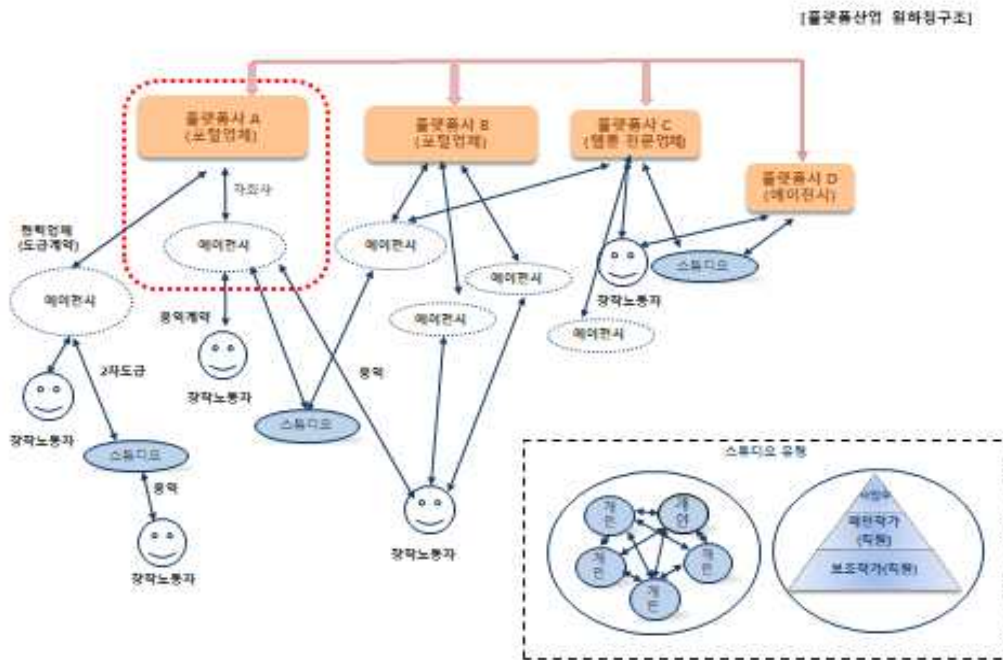 [플랫폼산업 원하청구조]
플랫폼사 A
(포털업체)
플랫폼사 B
(포털업체)
플랫폼사 C
(웹툰 전문업체)
플랫폼사 D
(에이전시)
자회사
협력업체
(도급계약)
에이전시
에이전시
에이전시
에이전시
에이전시
에이전시
스튜디오
창작노동자
용역계약
창작노동자
2차도급
용역
창작노동자
스튜디오
스튜디오
용역
창작노동자
창작노동자
스튜디오 유형
개인
개인
개인
개인
개인
사업주
메인작가
(직원)
보조작가(직원)